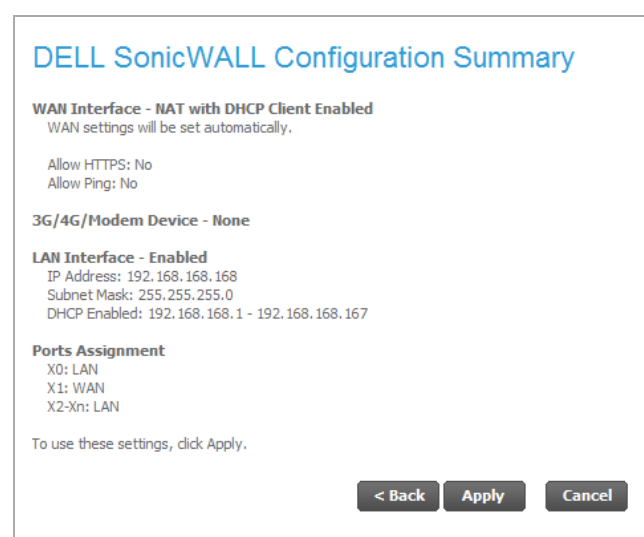 DELL SonicWALL Configuration Summary
WAN Interface - NAT with DHCP Client Enabled
WAN settings will be set automatically.
Allow HTTPS: No
Allow Ping: No
3G/4G/Modem Device - None
LAN Interface - Enabled
IP Address: 192.168.168.168
Subnet Mask: 255.255.255.0
DHCP Enabled: 192.168.168.1 - 192.168.168.167
Ports Assignment
X0: LAN
X1: WAN
X2-Xn: LAN
To use these settings, click Apply.
< Back Apply Cancel